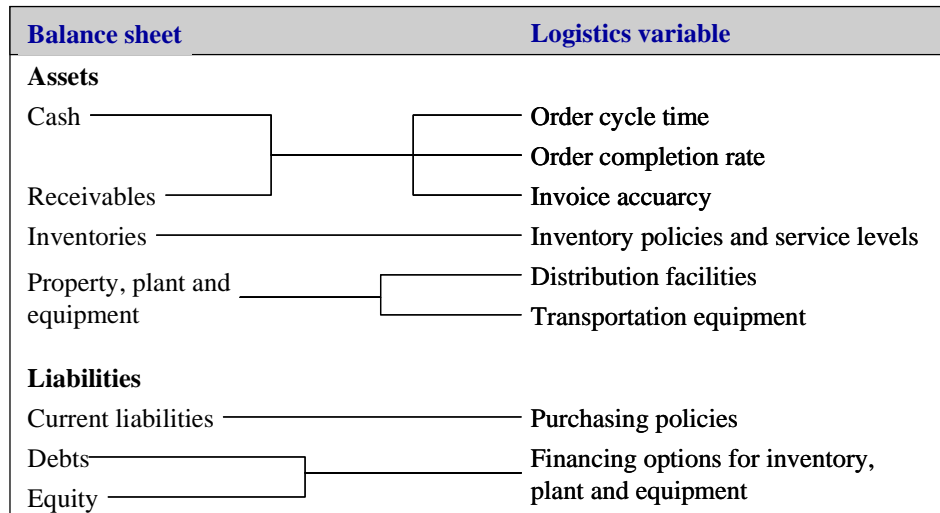 Balance sheet Logistics variable
Assets
Cash Order cycle time
Order completion rate
Receivables Invoice accuarcy
Inventories Inventory policies and service levels
Property, plant and Distribution facilities
equipment Transportation equipment
Liabilities
Current liabilities Purchasing policies
Debts Financing options for inventory,
Equity plant and equipment